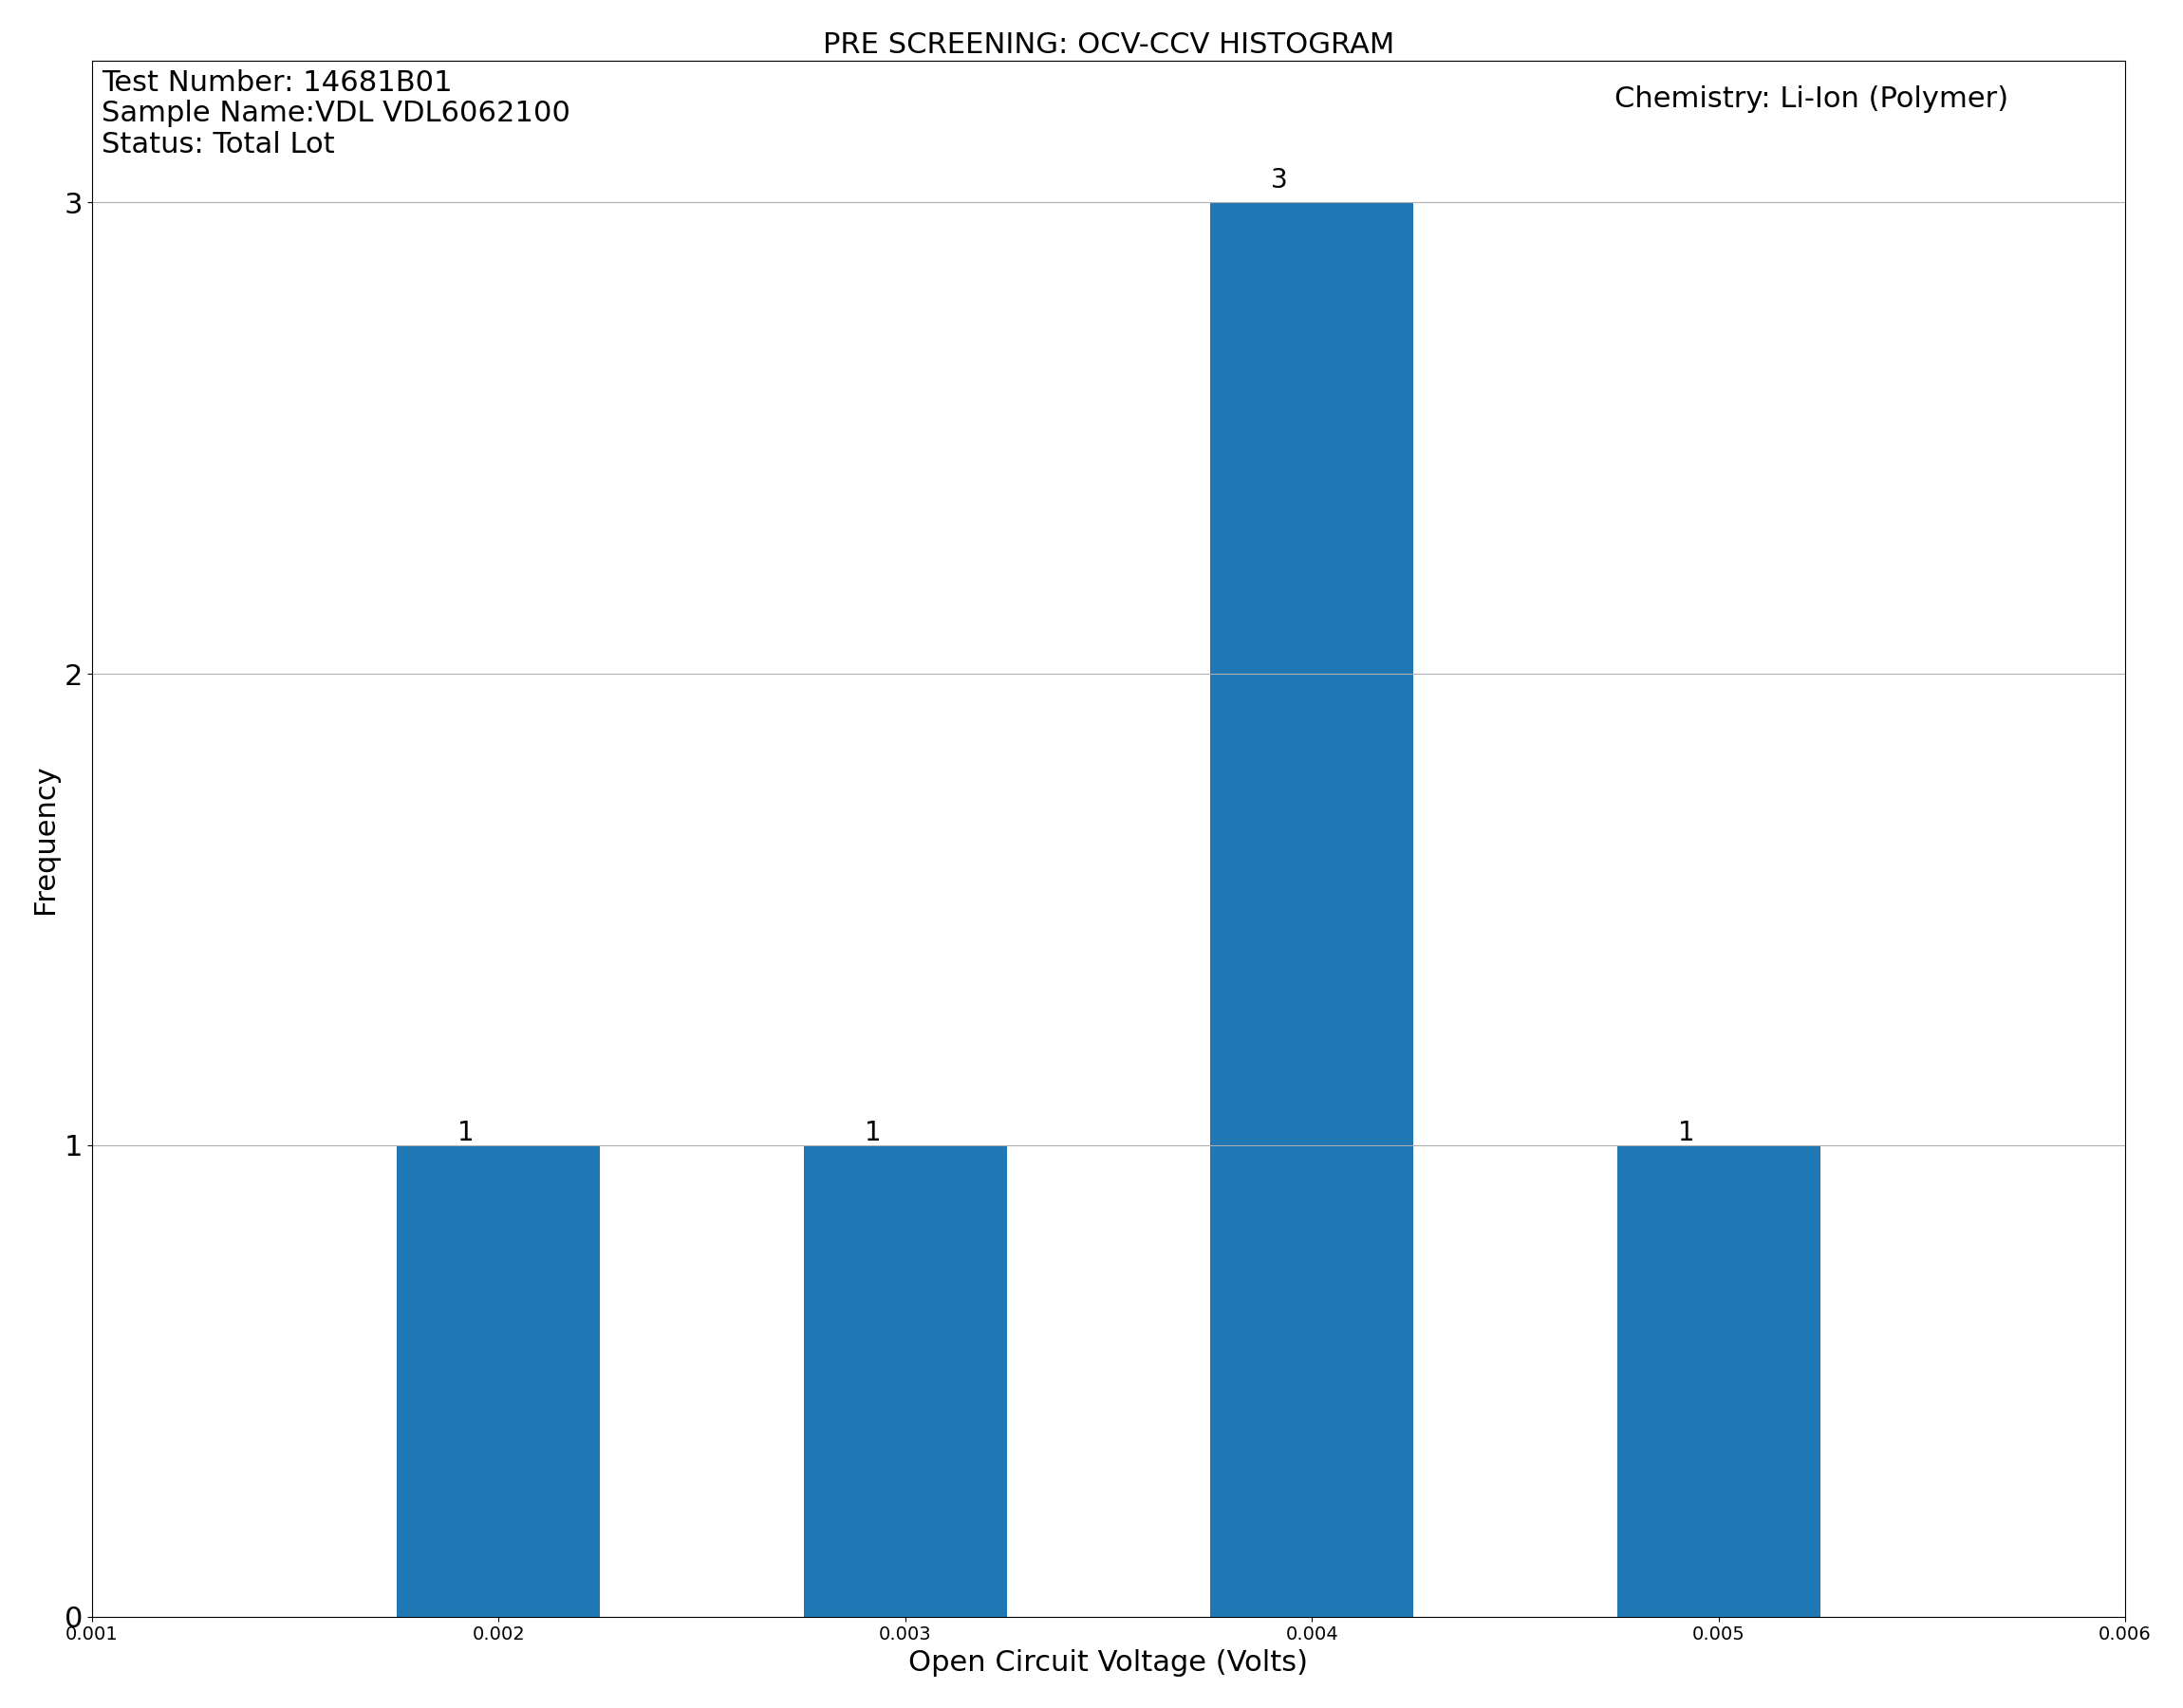 PRE SCREENING: OCV-CCV HISTOGRAM
Test Number: 14681B01
Sample Name:VDL VDL6062100
Status: Total Lot
Chemistry: Li-Ion (Polymer)
3
3
2
Frequency
1
1
1
1
0
0.001
0.002
0.003
0.004
0.005
0.006
Open Circuit Voltage (Volts)